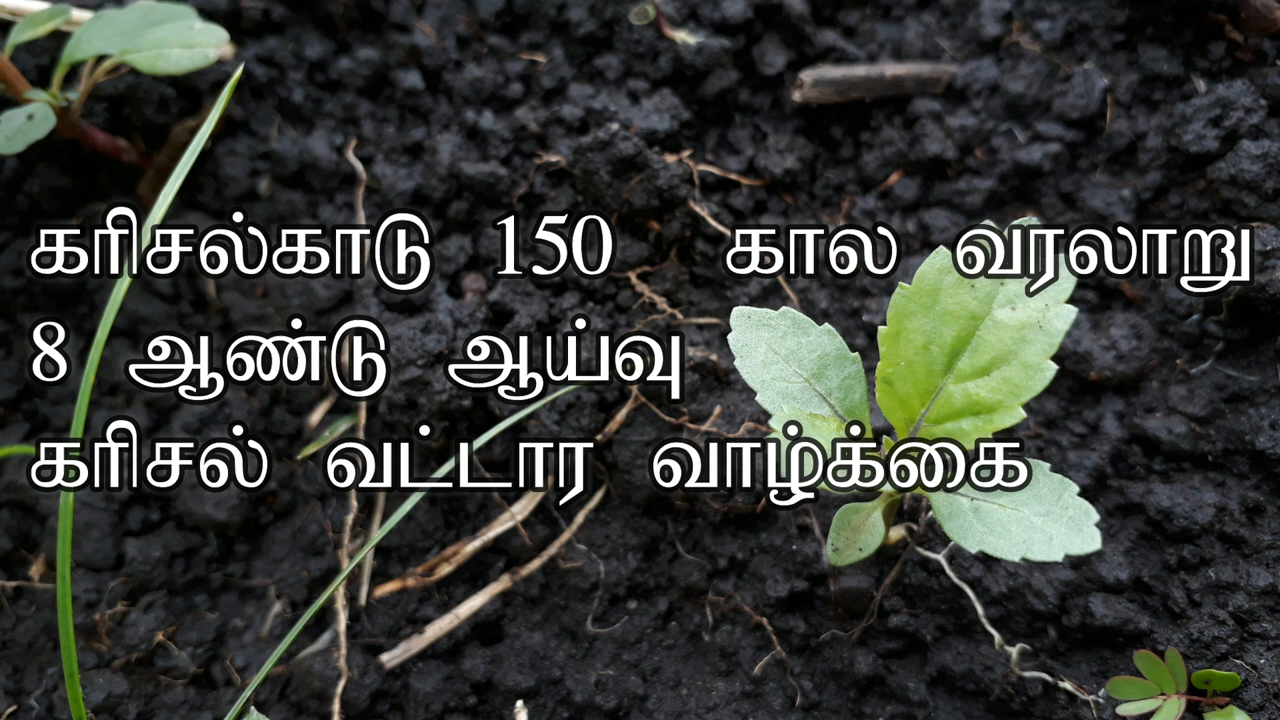 கரிசல்காடு 150 கால வரலாறு
8 ஆண்டு ஆய்வு
கரிசல் வட்டார வாழ்க்கை